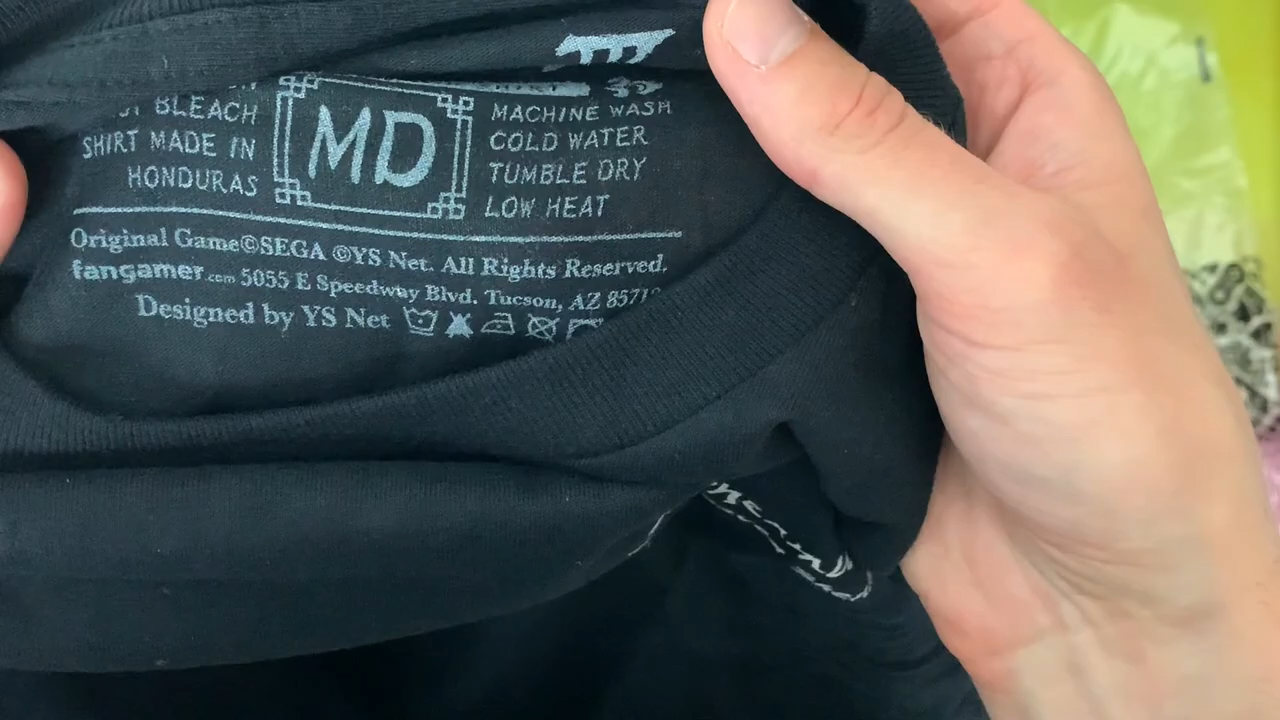 BLEACH
SHIRT MADE IN
HONDURAS
MD
MACHINE WASH
COLD WATER
TUMBLE DRY
LOW HEAT
Original Game©SEGA ©YS Net. All Rights Reserved.
fangamer.com 5055 E Speedway Blvd. Tucson, AZ
Designed by YS Net